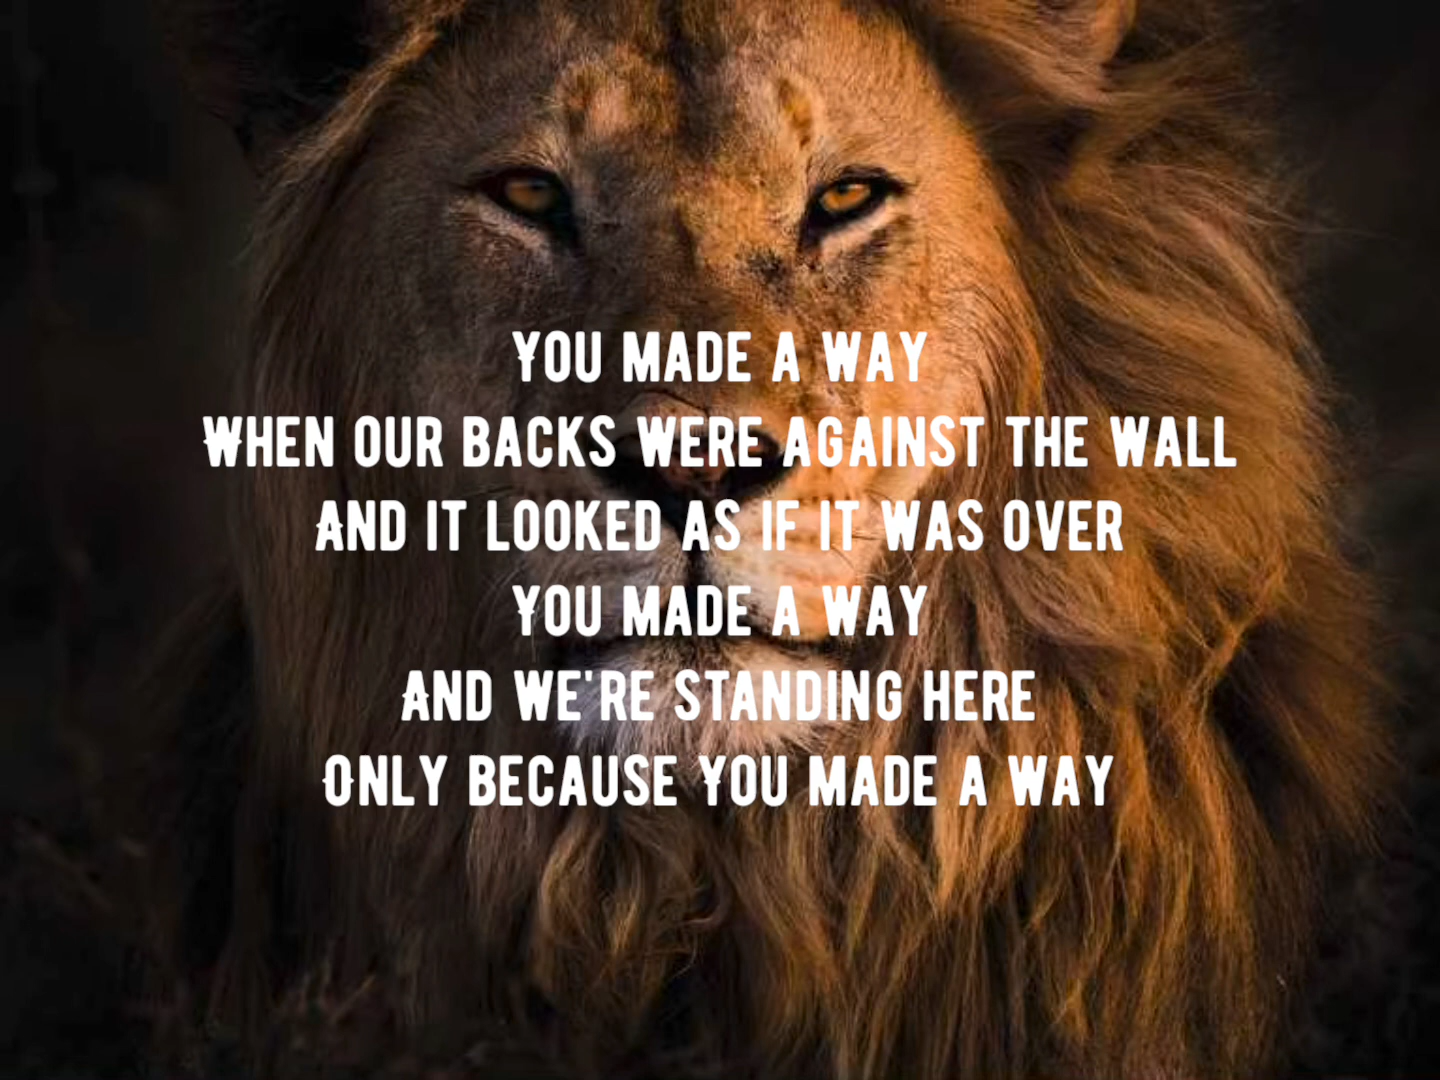 You made a way
When our backs were against the wall
And it looked as if it was over
You made a way
And we're standing here
Only because You made a way